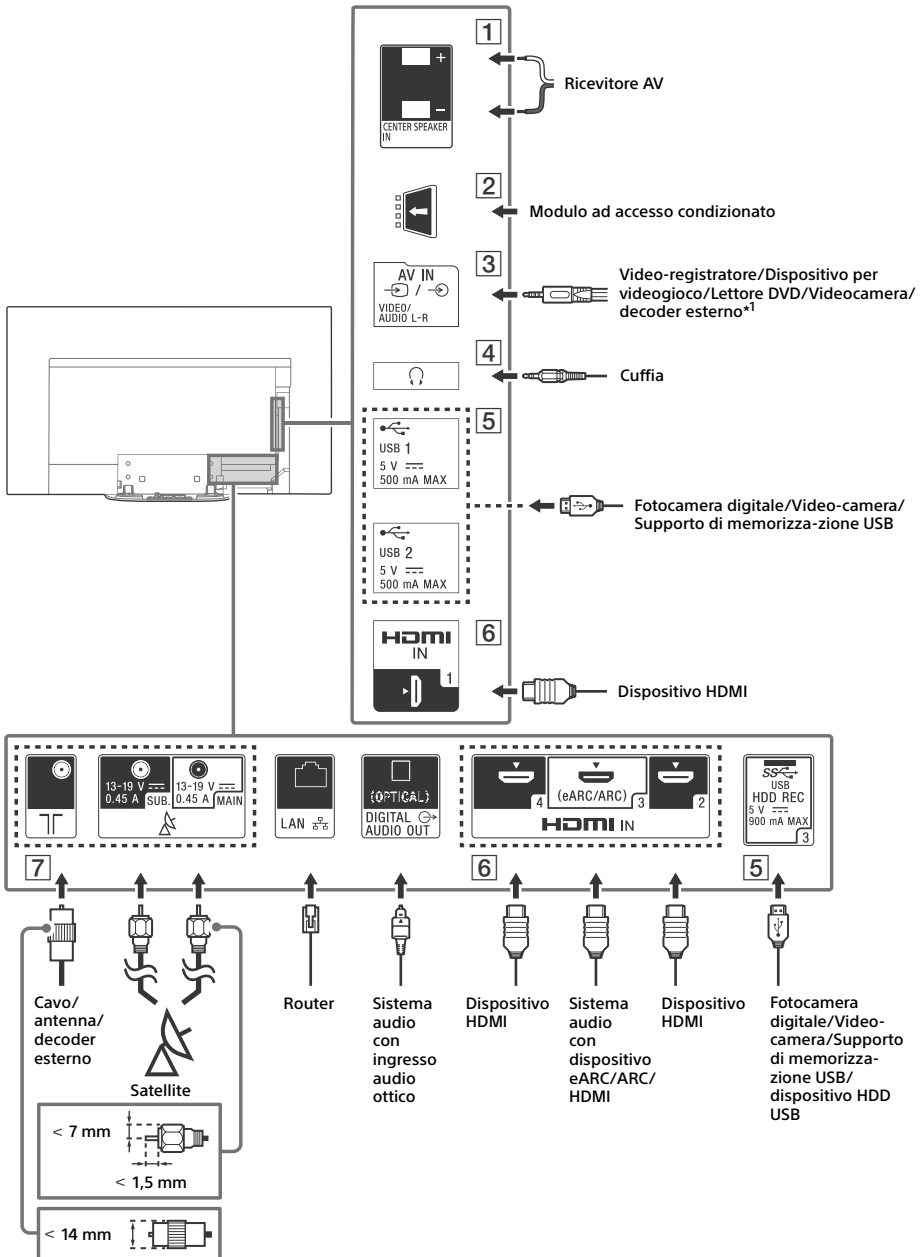 1
+
−
CENTER SPEAKER
IN
Ricevitore AV
2
Modulo ad accesso condizionato
3
AV IN
/
VIDEO/
AUDIO L-R
Video-registratore/Dispositivo per
videogioco/Lettore DVD/Videocamera/
decoder esterno*1
4
Cuffia
5
USB 1
5 V
500 mA MAX
USB 2
5 V
500 mA MAX
Fotocamera digitale/Video-camera/
Supporto di memorizza-zione USB
6
HDMI
IN
1
Dispositivo HDMI
13-19 V
0.45 A SUB.
13-19 V
0.45 A MAIN
LAN
(OPTICAL)
DIGITAL
AUDIO OUT
4
(eARC/ARC)
3
2
HDMI IN
SS
USB
HDD REC
5 V
900 mA MAX
3
7
6
5
Cavo/
antenna/
decoder
esterno
Satellite
Router
Sistema
audio
con
ingresso
audio
ottico
Dispositivo
HDMI
Sistema
audio
con
dispositivo
eARC/ARC/
HDMI
Dispositivo
HDMI
Fotocamera
digitale/Video-
camera/Supporto
di memorizza-
zione USB/
dispositivo HDD
USB
< 7 mm
< 1,5 mm
< 14 mm